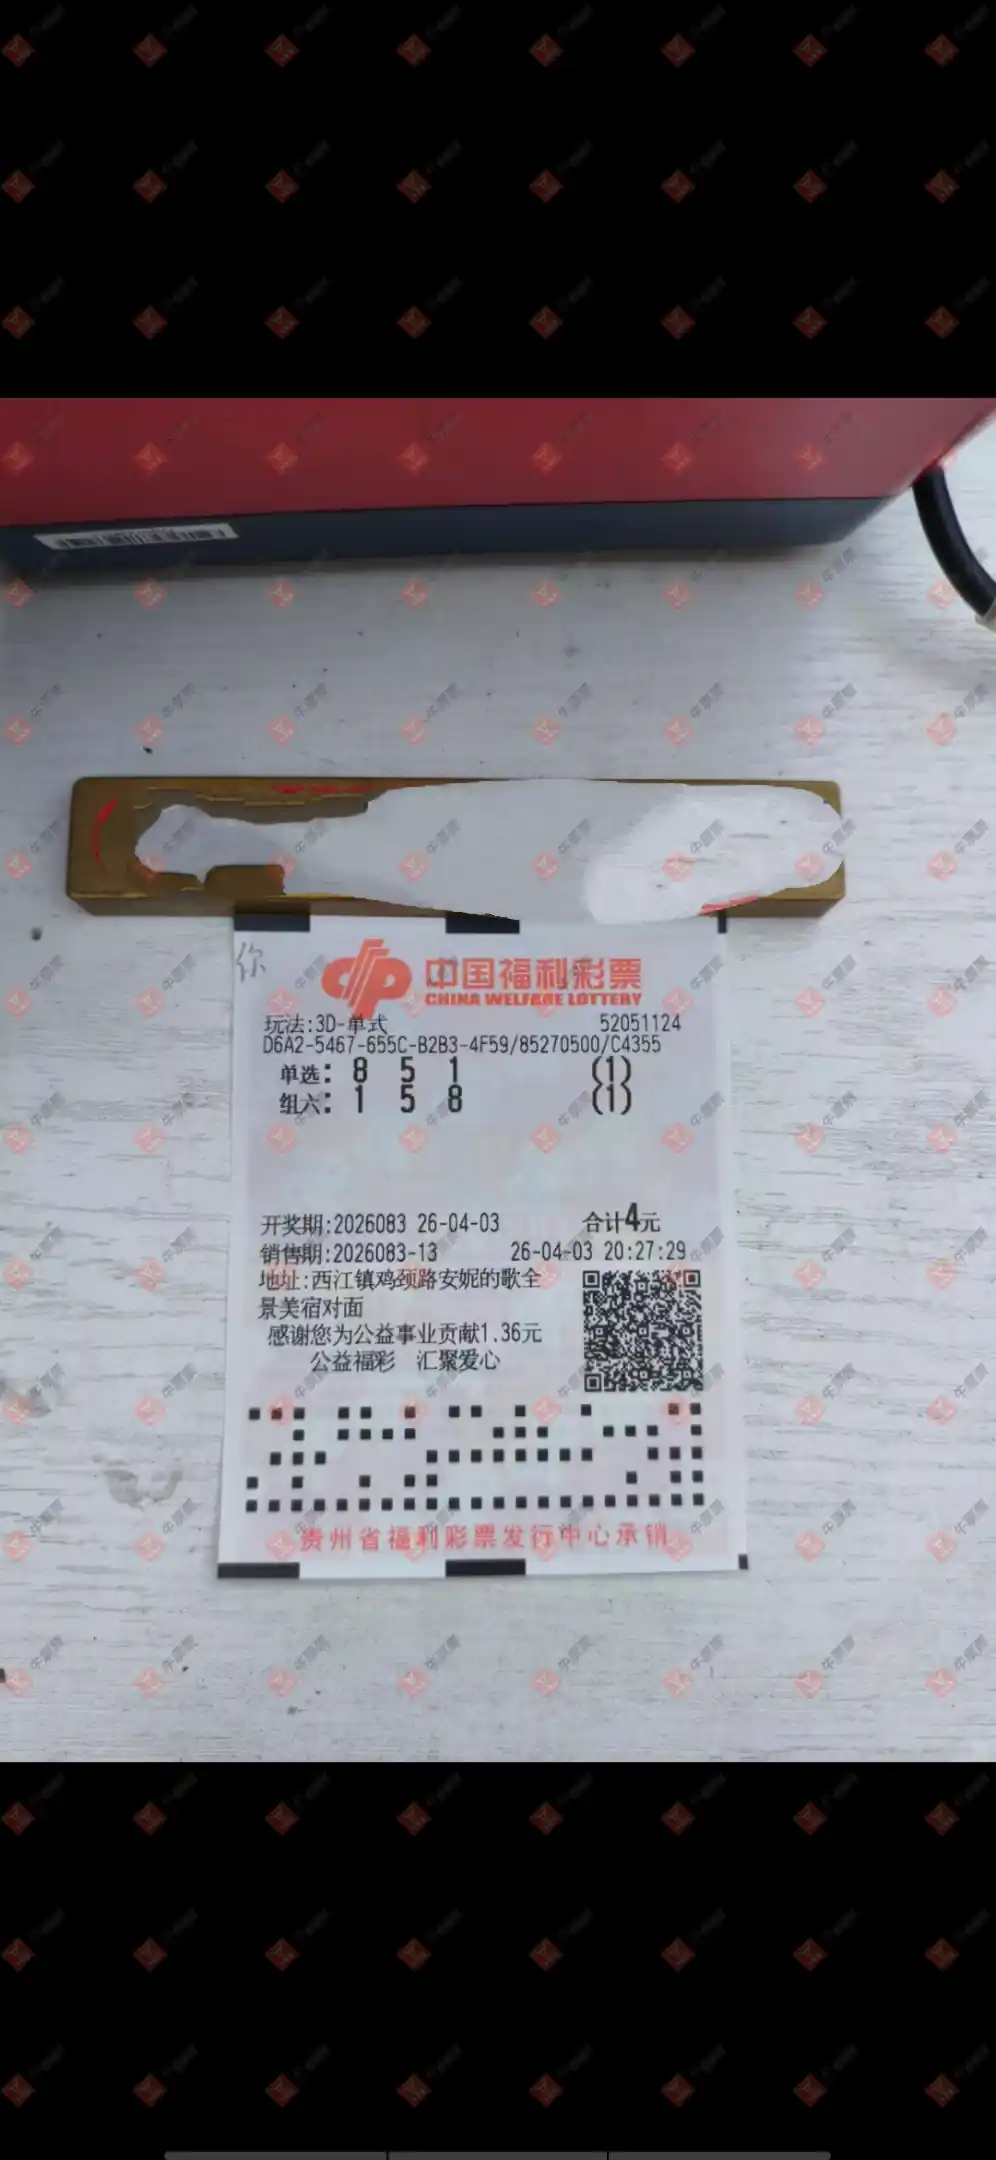 你
中国福利彩票
CHINA WELFARE LOTTERY
玩法:3D-单式 52051124
D6A2-5467-655C-B2B3-4F59/85270500/C4355
单选: 8 5 1 (1)
组六: 1 5 8 (1)
开奖期:2026083 26-04-03 合计4元
销售期:2026083-13 26-04-03 20:27:29
地址:西江镇鸡颈路安妮的歌全
景美宿对面
感谢您为公益事业贡献1.36元
公益福彩 汇聚爱心
贵州省福利彩票发行中心承销